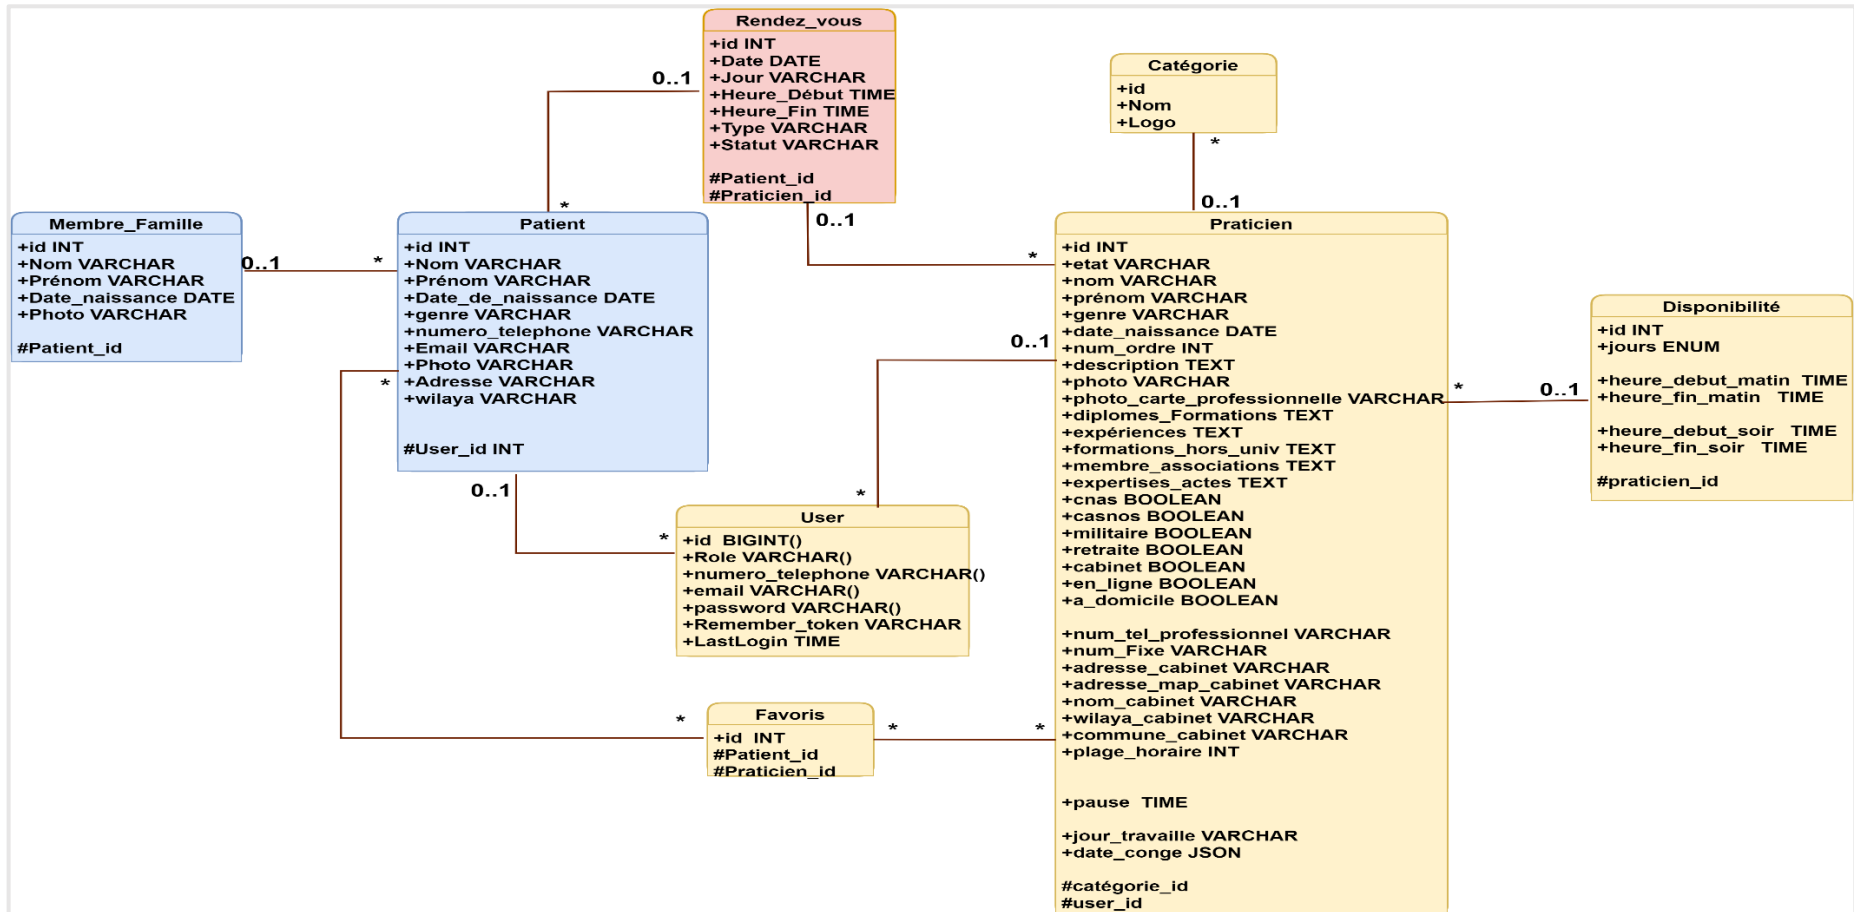 Rendez_vous
+id INT
+Date DATE
+Jour VARCHAR
+Heure_Début TIME
+Heure_Fin TIME
+Type VARCHAR
+Statut VARCHAR
#Patient_id
#Praticien_id
0..1
*
0..1
*
Catégorie
+id
+Nom
+Logo
*
0..1
Membre_Famille
+id INT
+Nom VARCHAR
+Prénom VARCHAR
+Date_naissance DATE
+Photo VARCHAR
#Patient_id
0..1
*
Patient
+id INT
+Nom VARCHAR
+Prénom VARCHAR
+Date_de_naissance DATE
+genre VARCHAR
+numero_telephone VARCHAR
+Email VARCHAR
+Photo VARCHAR
+Adresse VARCHAR
+wilaya VARCHAR
#User_id INT
*
0..1
*
Praticien
+id INT
+etat VARCHAR
+nom VARCHAR
+prénom VARCHAR
+genre VARCHAR
+date_naissance DATE
+num_ordre INT
+description TEXT
+photo VARCHAR
+photo_carte_professionnelle VARCHAR
+diplomes_Formations TEXT
+expériences TEXT
+formations_hors_univ TEXT
+membre_associations TEXT
+expertises_actes TEXT
+cnas BOOLEAN
+casnos BOOLEAN
+militaire BOOLEAN
+retraite BOOLEAN
+cabinet BOOLEAN
+en_ligne BOOLEAN
+a_domicile BOOLEAN
+num_tel_professionnel VARCHAR
+num_Fixe VARCHAR
+adresse_cabinet VARCHAR
+adresse_map_cabinet VARCHAR
+nom_cabinet VARCHAR
+wilaya_cabinet VARCHAR
+commune_cabinet VARCHAR
+plage_horaire INT
+pause TIME
+jour_travaille VARCHAR
+date_conge JSON
#catégorie_id
#user_id
*
0..1
Disponibilité
+id INT
+jours ENUM
+heure_debut_matin TIME
+heure_fin_matin TIME
+heure_debut_soir TIME
+heure_fin_soir TIME
#praticien_id
0..1
*
User
+id BIGINT()
+Role VARCHAR()
+numero_telephone VARCHAR()
+email VARCHAR()
+password VARCHAR()
+Remember_token VARCHAR
+LastLogin TIME
*
Favoris
+id INT
#Patient_id
#Praticien_id
*
*